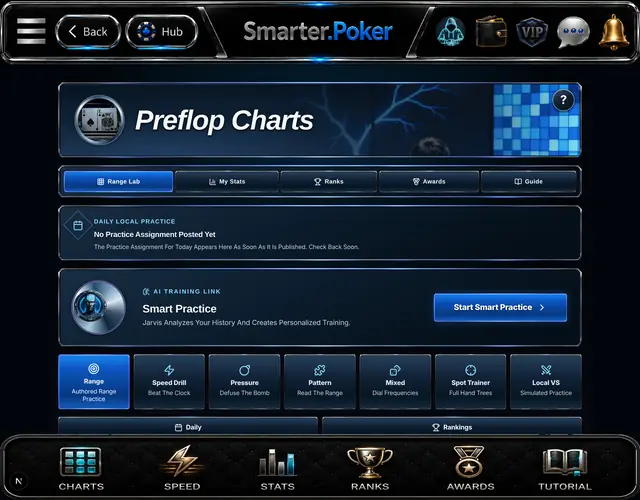 Back
Hub
Smarter.Poker
VIP
Preflop Charts
?
Range Lab
My Stats
Ranks
Awards
Guide
DAILY LOCAL PRACTICE
No Practice Assignment Posted Yet
The Practice Assignment For Today Appears Here As Soon As It Is Published. Check Back Soon.
AI TRAINING LINK
Smart Practice
Jarvis Analyzes Your History And Creates Personalized Training.
Start Smart Practice
Range
Authored Range
Practice
Speed Drill
Beat The Clock
Pressure
Defuse The Bomb
Pattern
Read The Range
Mixed
Dial Frequencies
Spot Trainer
Full Hand Trees
Local VS
Simulated Practice
Daily
Rankings
N
CHARTS
SPEED
STATS
RANKS
AWARDS
TUTORIAL